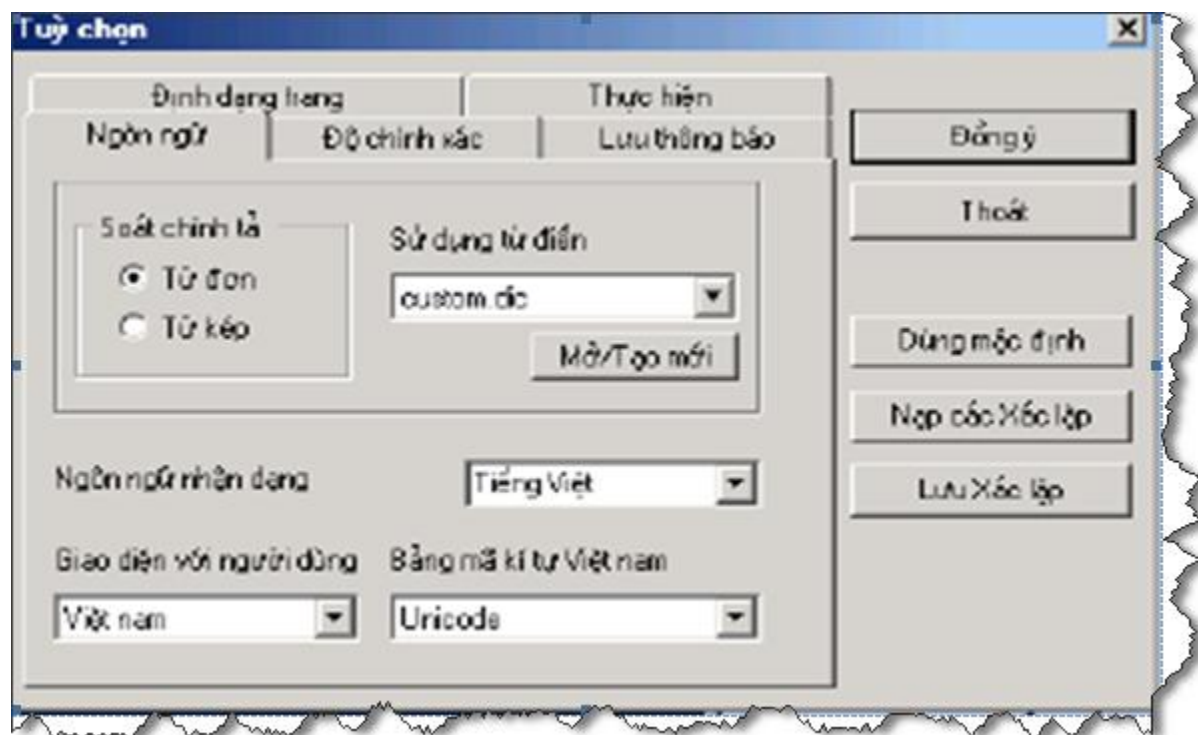 Tuỳ chọn
Định dạng trang
Thực hiện
Ngôn ngữ
Độ chính xác
Lưu thông báo
Soát chính tả
Từ đơn
Từ kép
Sử dụng từ điển
custom.dic
Mở/Tạo mới
Ngôn ngữ nhận dạng
Tiếng Việt
Giao diện với người dùng
Bảng mã kí tự Việt nam
Việt nam
Unicode
Đồng ý
Thoát
Dùng mặc định
Nạp các Xác lập
Lưu Xác lập